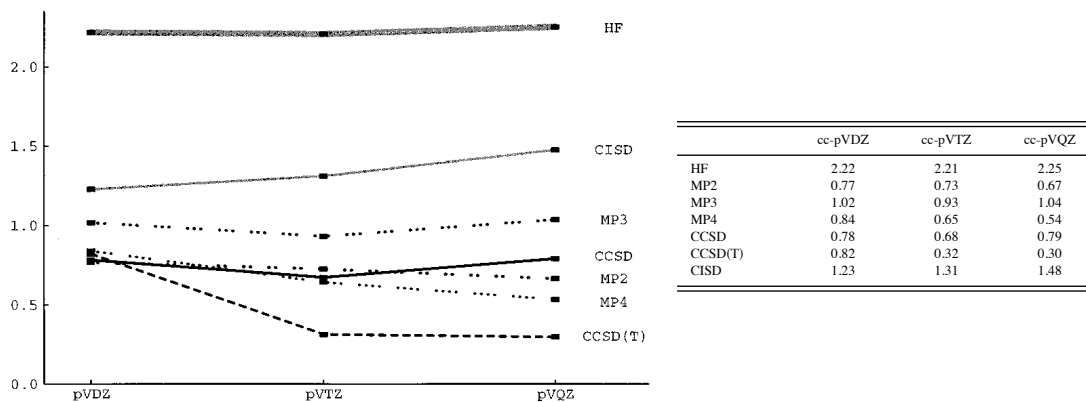 HF
2.0
1.5
CISD
MP3
1.0
CCSD
MP2
MP4
0.5
CCSD(T)
0.0
pVDZ pVTZ pVQZ
cc-pVDZ cc-pVTZ cc-pVQZ
HF 2.22 2.21 2.25
MP2 0.77 0.73 0.67
MP3 1.02 0.93 1.04
MP4 0.84 0.65 0.54
CCSD 0.78 0.68 0.79
CCSD(T) 0.82 0.32 0.30
CISD 1.23 1.31 1.48